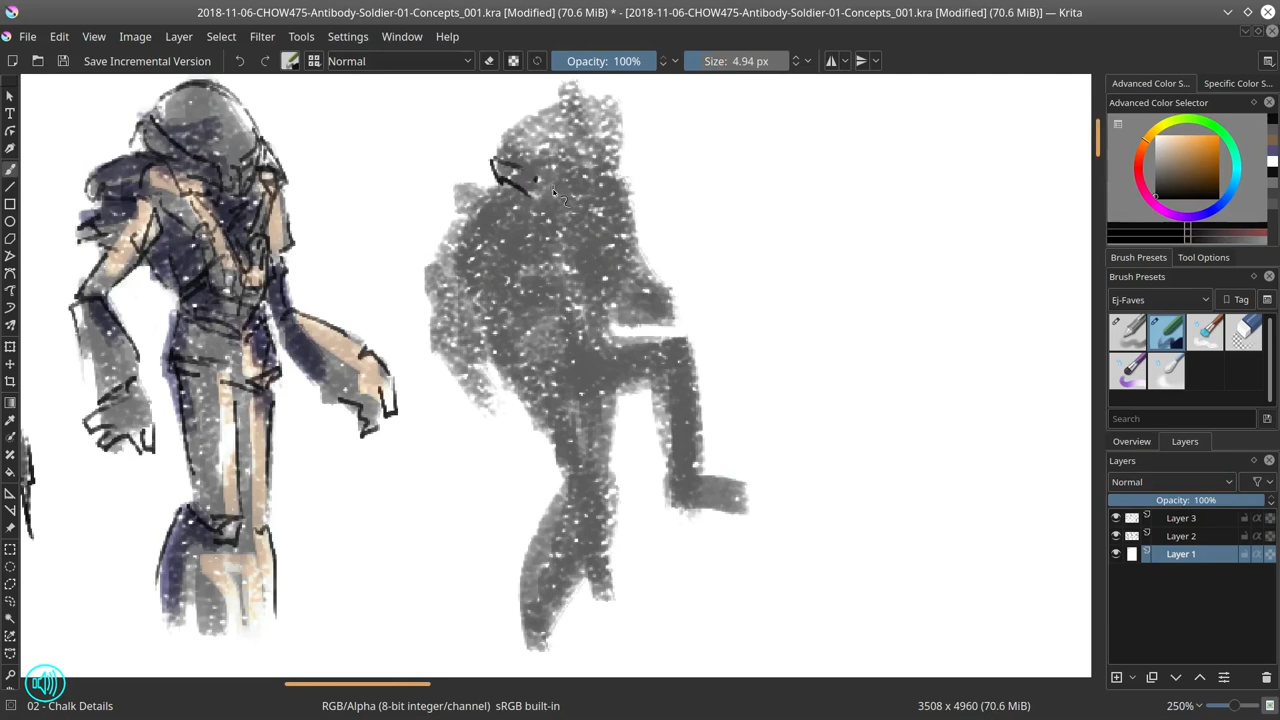 2018-11-06-CHOW475-Antibody-Soldier-01-Concepts_001.kra [Modified] (70.6 MiB) * - [2018-11-06-CHOW475-Antibody-Soldier-01-Concepts_001.kra [Modified] (70.6 MiB)] — Krita
File Edit View Image Layer Select Filter Tools Settings Window Help
Save Incremental Version Normal Opacity: 100% Size: 4.94 px
Advanced Color S... Specific Color S...
Advanced Color Selector
Brush Presets Tool Options
Brush Presets
Ej-Faves Tag
Search
Overview Layers
Layers
Normal
Opacity: 100%
Layer 3
Layer 2
Layer 1
02 - Chalk Details RGB/Alpha (8-bit integer/channel) sRGB built-in 3508 x 4960 (70.6 MiB) 250%